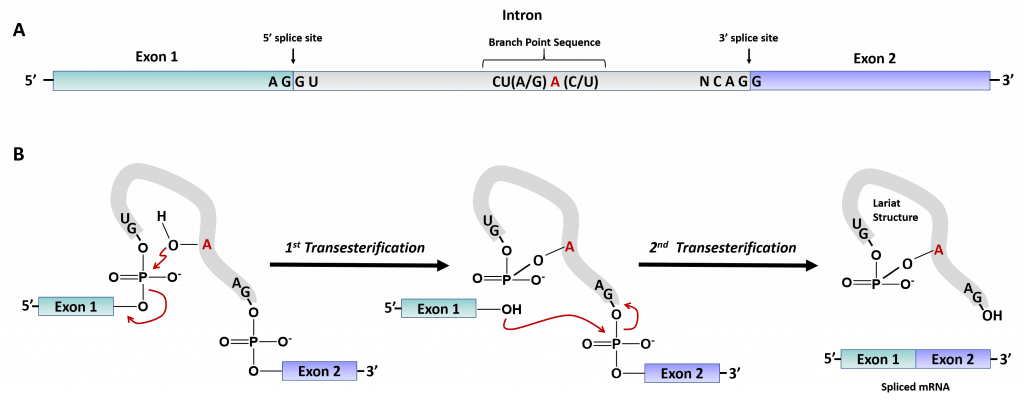 Intron
A
5’ splice site
Branch Point Sequence
3’ splice site
Exon 1
Exon 2
5’ A G G U CU(A/G) A (C/U) N C A G G 3’
B
U
G
H
O
O
A
P
O
O-
5’ Exon 1 O
A
G
O
O P O-
O Exon 2 3’
1st Transesterification
U
G
O
O
A
O P O-
5’ Exon 1 OH
A
G
O
O P O-
O Exon 2 3’
2nd Transesterification
Lariat
Structure
U
G
O
O
A
P O-
A
G
OH
5’ Exon 1 Exon 2 3’
Spliced mRNA